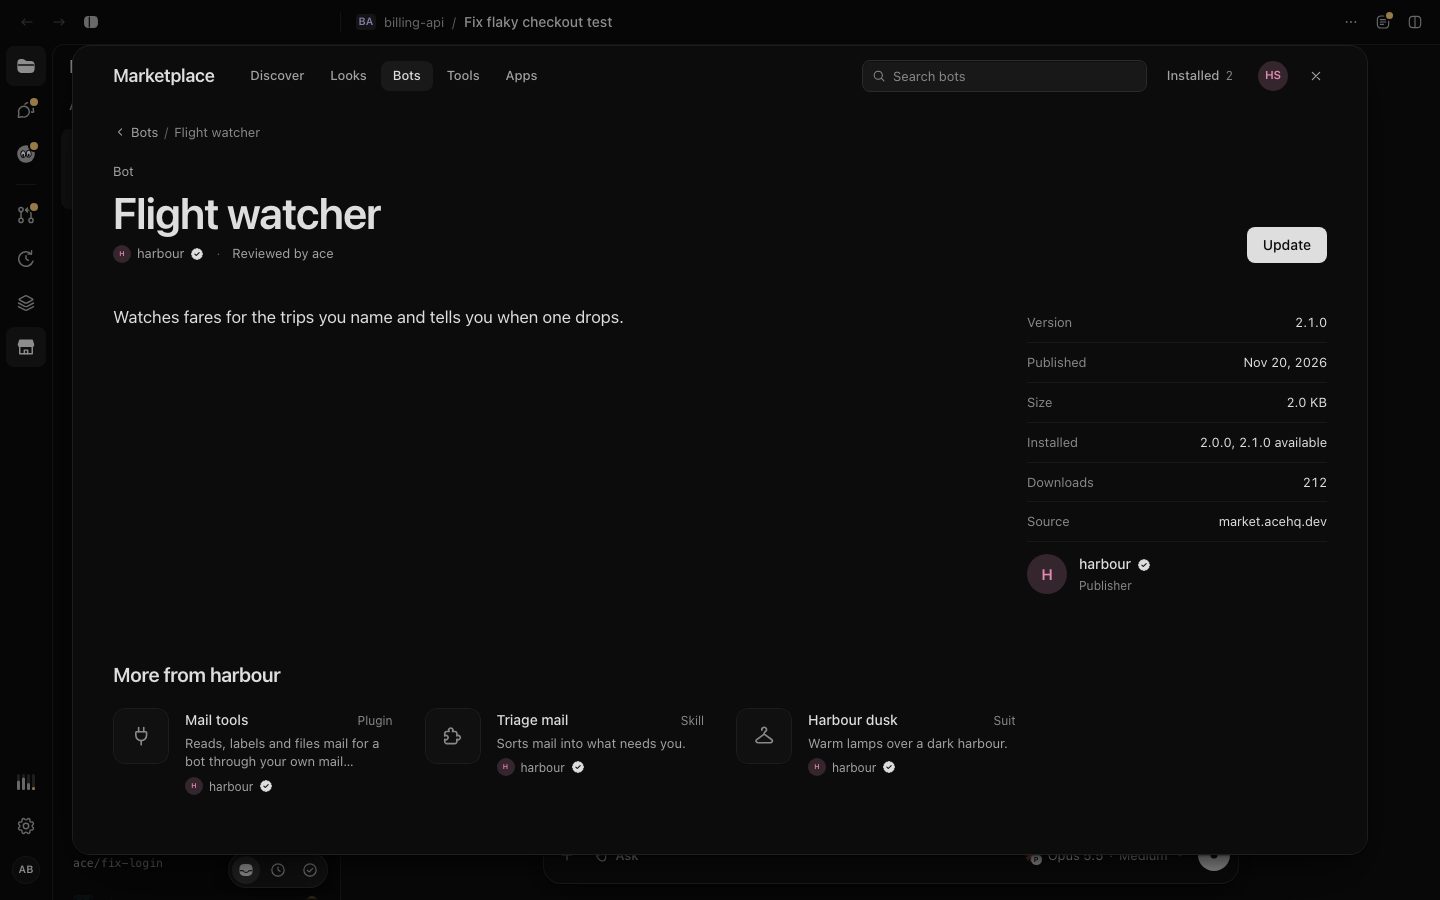 BA billing-api / Fix flaky checkout test
Marketplace Discover Looks Bots Tools Apps Search bots Installed 2 HS
Bots / Flight watcher
Bot
Flight watcher
H harbour · Reviewed by ace
Update
Watches fares for the trips you name and tells you when one drops.
Version 2.1.0
Published Nov 20, 2026
Size 2.0 KB
Installed 2.0.0, 2.1.0 available
Downloads 212
Source market.acehq.dev
H harbour
Publisher
More from harbour
Mail tools Plugin
Reads, labels and files mail for a
bot through your own mail…
H harbour
Triage mail Skill
Sorts mail into what needs you.
H harbour
Harbour dusk Suit
Warm lamps over a dark harbour.
H harbour
ace/fix-login
Ask
P Opus 5.5 · Medium
AB